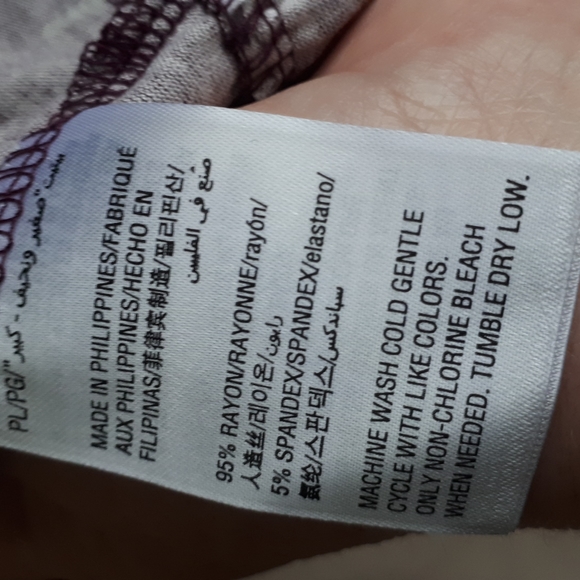 PL/PG/"صغير ونحيف - كبير"
MADE IN PHILIPPINES/FABRIQUÉ
AUX PHILIPPINES/HECHO EN
FILIPINAS/菲律宾制造/필리핀산/
صنع في الفلبين
95% RAYON/RAYONNE/rayón/
人造丝/레이온/رايون
5% SPANDEX/SPANDEX/elastano/
氨纶/스판덱스/سباندكس
MACHINE WASH COLD GENTLE
CYCLE WITH LIKE COLORS.
ONLY NON-CHLORINE BLEACH
WHEN NEEDED. TUMBLE DRY LOW.